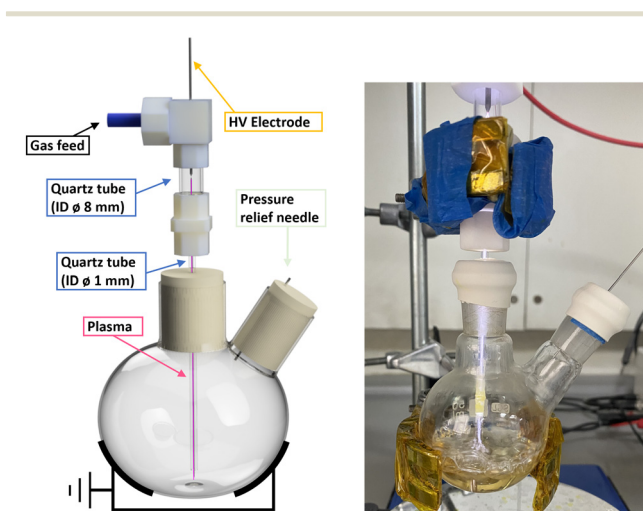 HV Electrode
Gas feed
Quartz tube
(ID ø 8 mm)
Pressure
relief needle
Quartz tube
(ID ø 1 mm)
Plasma